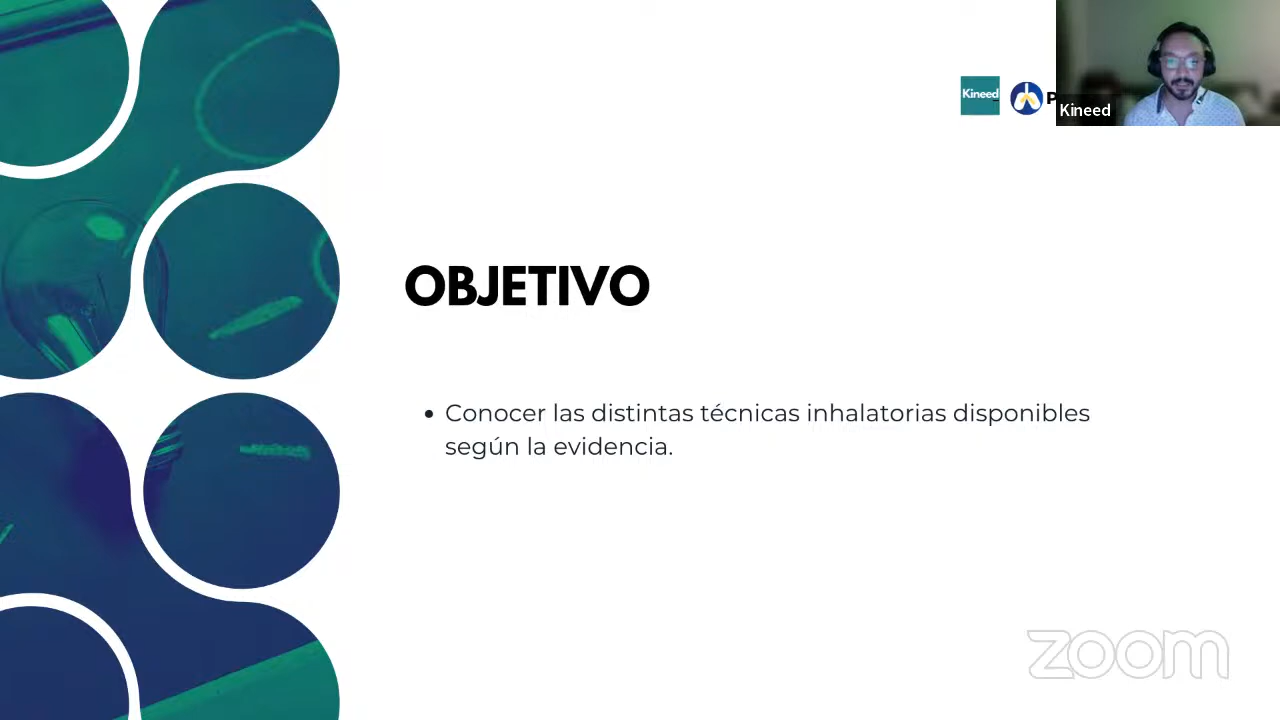 Kineed
Kineed
OBJETIVO
• Conocer las distintas técnicas inhalatorias disponibles
según la evidencia.
zoom